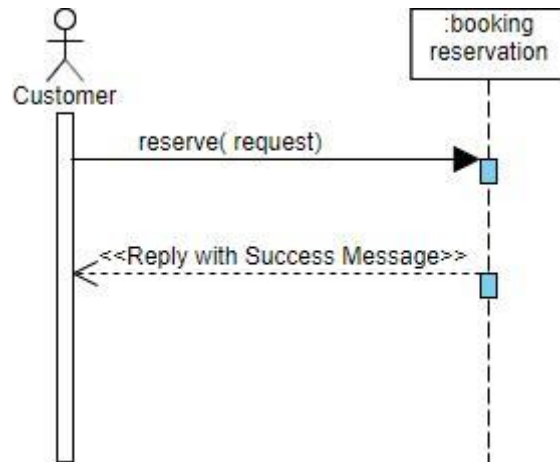 :booking
reservation
Customer
reserve( request)
<<Reply with Success Message>>